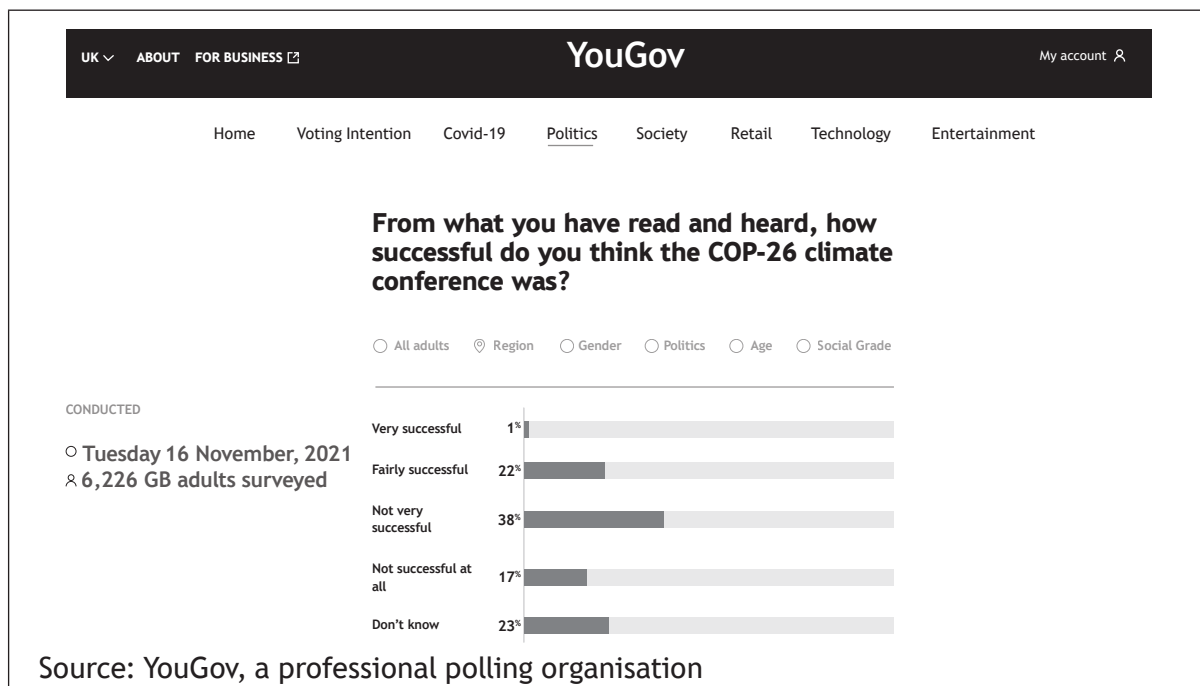 UK ABOUT FOR BUSINESS YouGov My account
Home Voting Intention Covid-19 Politics Society Retail Technology Entertainment
From what you have read and heard, how
successful do you think the COP-26 climate
conference was?
All adults Region Gender Politics Age Social Grade
CONDUCTED
Tuesday 16 November, 2021
6,226 GB adults surveyed
Very successful 1%
Fairly successful 22%
Not very
successful 38%
Not successful at
all 17%
Don’t know 23%
Source: YouGov, a professional polling organisation